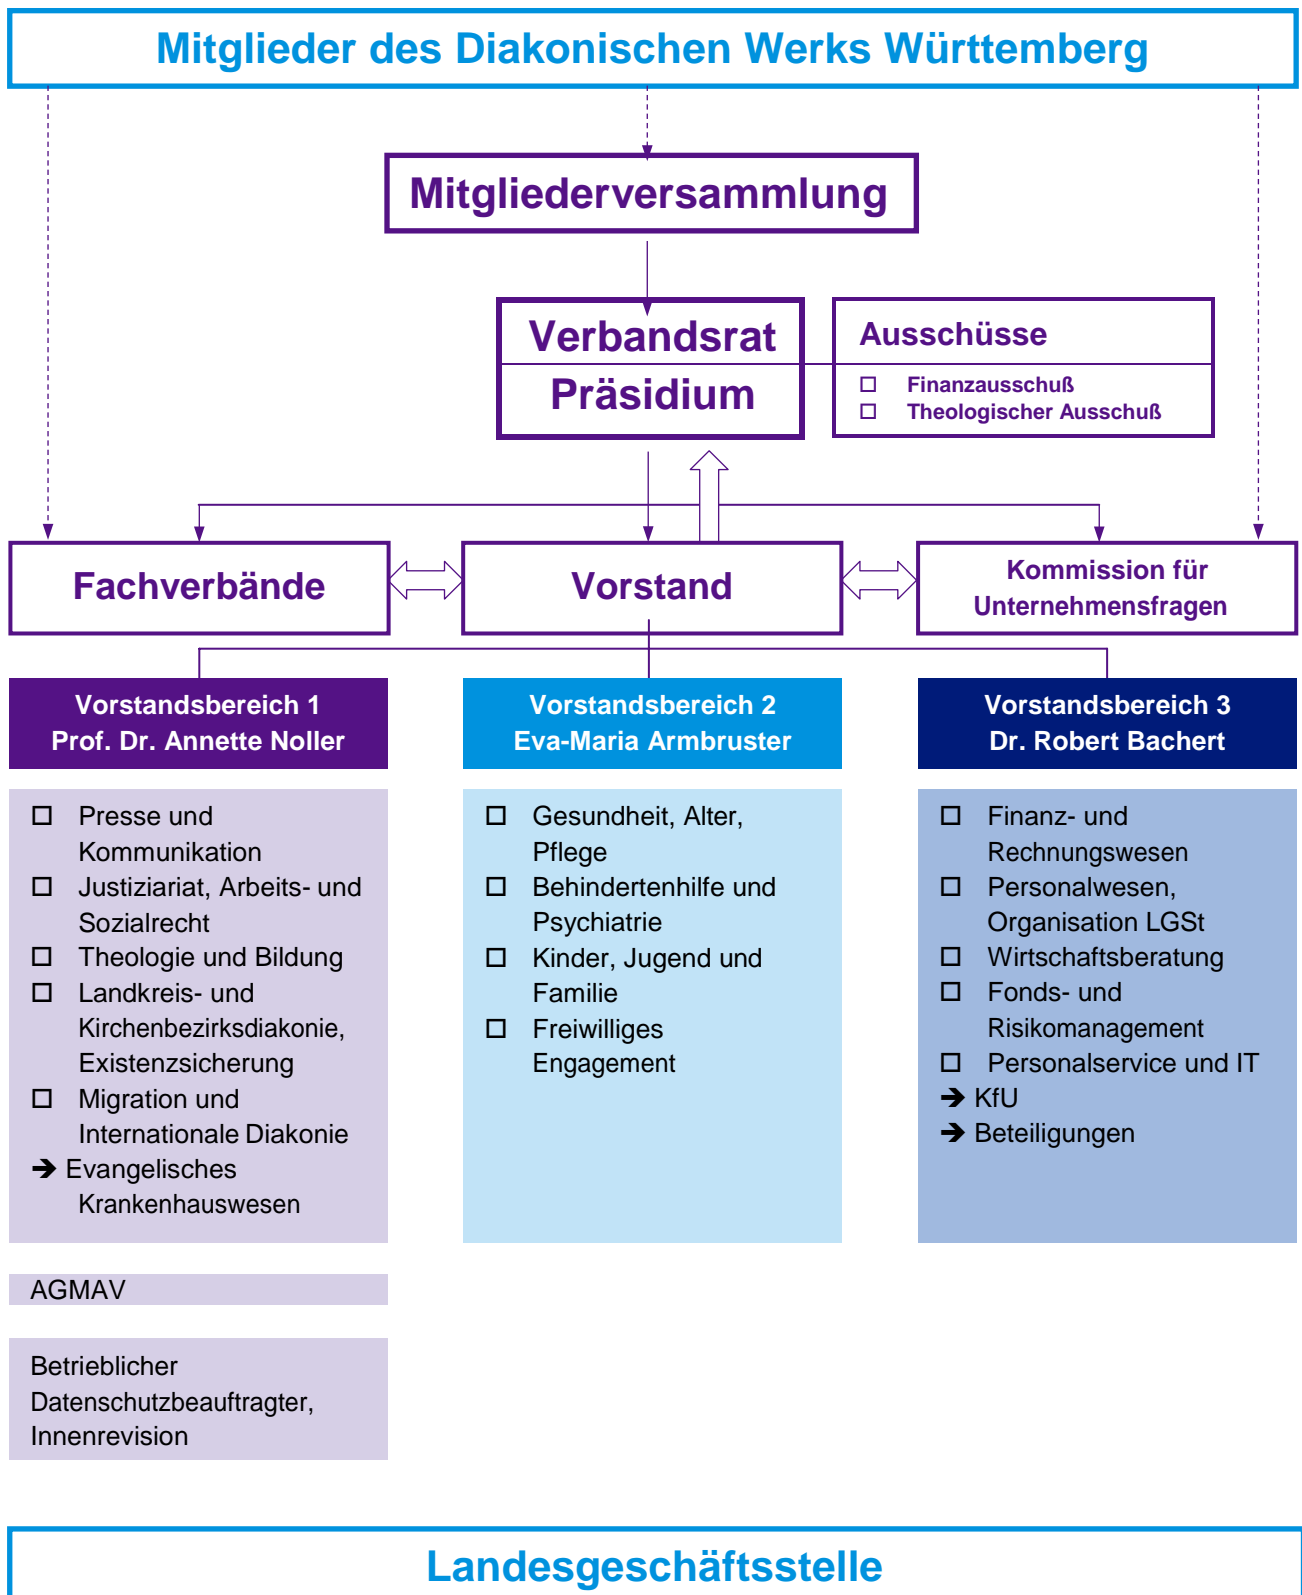 Mitglieder des Diakonischen Werks Württemberg
Mitgliederversammlung
Verbandsrat
Präsidium
Ausschüsse
Finanzausschuß
Theologischer Ausschuß
Fachverbände
Vorstand
Kommission für
Unternehmensfragen
Vorstandsbereich 1
Prof. Dr. Annette Noller
Presse und
Kommunikation
Justiziariat, Arbeits- und
Sozialrecht
Theologie und Bildung
Landkreis- und
Kirchenbezirksdiakonie,
Existenzsicherung
Migration und
Internationale Diakonie
➔ Evangelisches
Krankenhauswesen
AGMAV
Betrieblicher
Datenschutzbeauftragter,
Innenrevision
Vorstandsbereich 2
Eva-Maria Armbruster
Gesundheit, Alter,
Pflege
Behindertenhilfe und
Psychiatrie
Kinder, Jugend und
Familie
Freiwilliges
Engagement
Vorstandsbereich 3
Dr. Robert Bachert
Finanz- und
Rechnungswesen
Personalwesen,
Organisation LGSt
Wirtschaftsberatung
Fonds- und
Risikomanagement
Personalservice und IT
➔ KfU
➔ Beteiligungen
Landesgeschäftsstelle